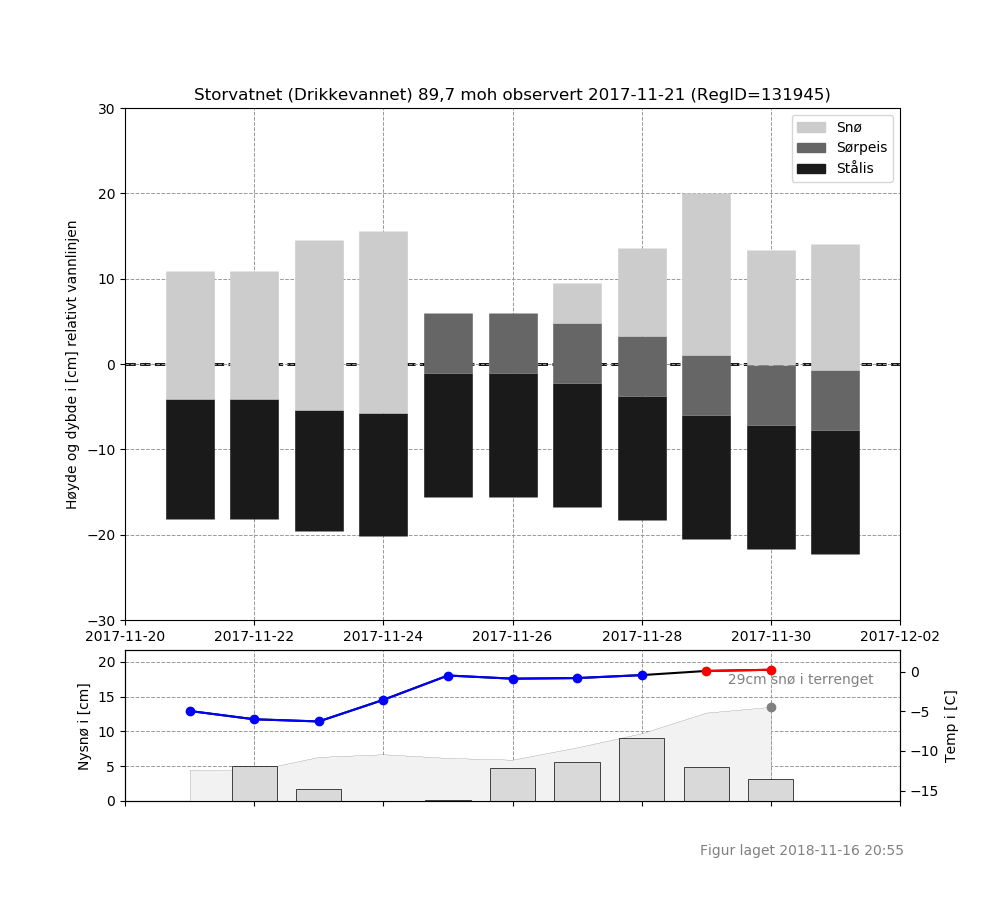 Storvatnet (Drikkevannet) 89,7 moh observert 2017-11-21 (RegID=131945)
Snø
Sørpeis
Stålis
Høyde og dybde i [cm] relativt vannlinjen
30
20
10
0
−10
−20
−30
2017-11-20 2017-11-22 2017-11-24 2017-11-26 2017-11-28 2017-11-30 2017-12-02
Nysnø i [cm]
20
15
10
5
0
29cm snø i terrenget
0
−5
−10
−15
Temp i [C]
Figur laget 2018-11-16 20:55